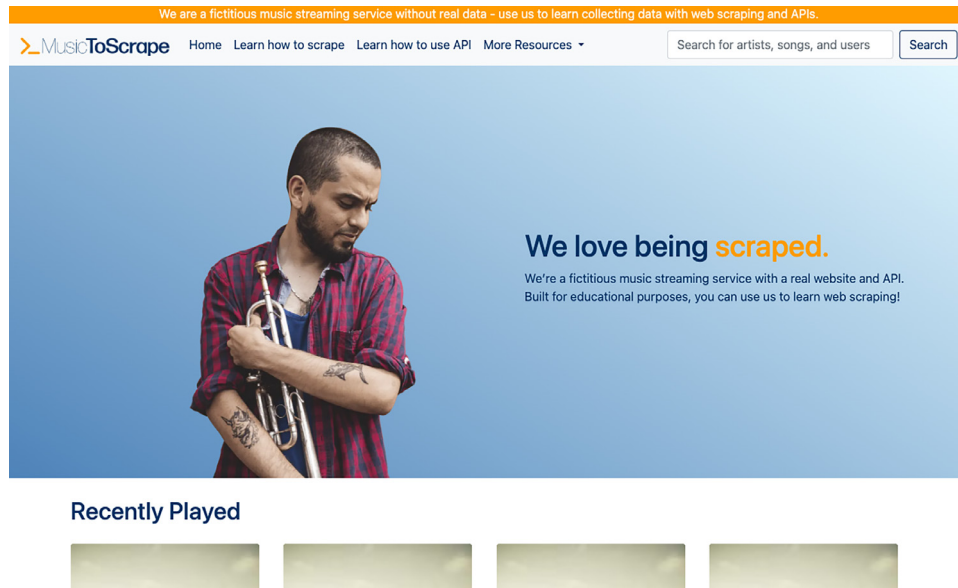 We are a fictitious music streaming service without real data - use us to learn collecting data with web scraping and APIs.
MusicToScrape Home Learn how to scrape Learn how to use API More Resources Search for artists, songs, and users Search
We love being scraped.
We're a fictitious music streaming service with a real website and API.
Built for educational purposes, you can use us to learn web scraping!
Recently Played